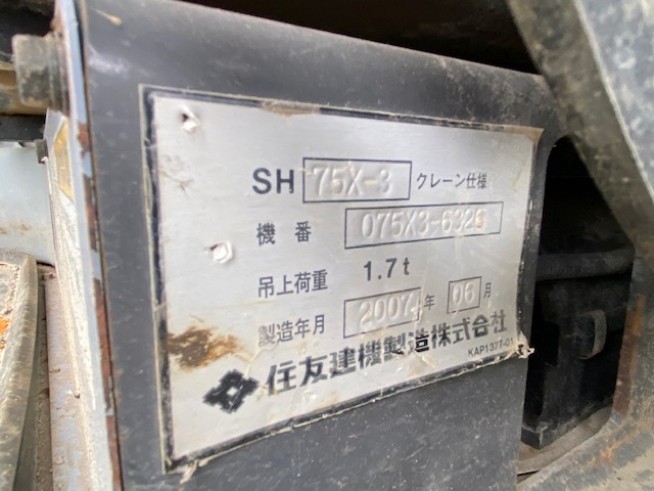 SH 75X-3 クレーン仕様
機番 075X3-6326
吊上荷重 1.7t
製造年月 2007年 06月
住友建機製造株式会社
KAP1377-01